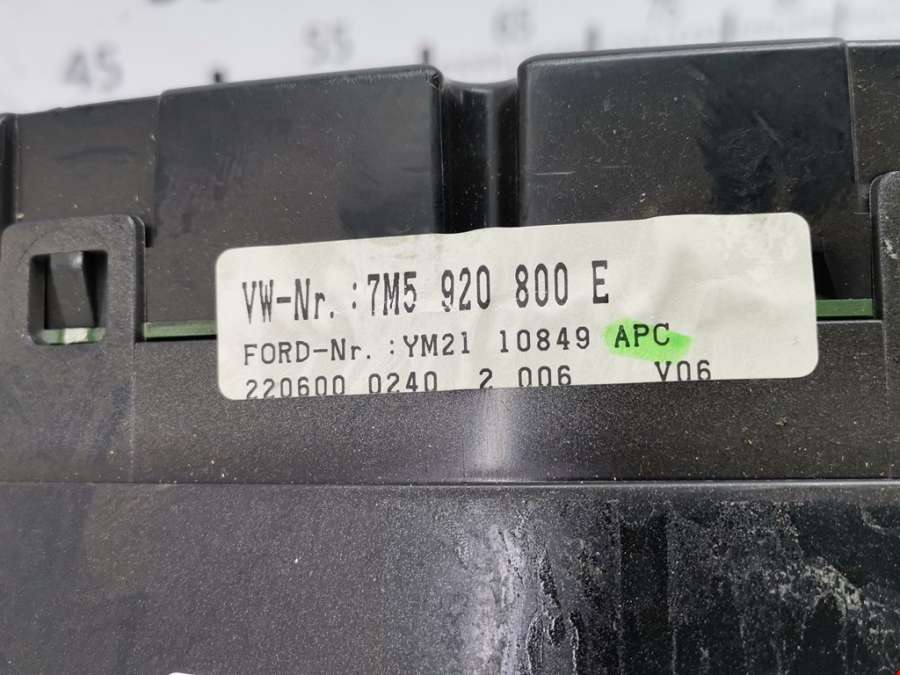 45
55
VW-Nr.:7M5 920 800 E
FORD-Nr.:YM21 10849 APC
220600 0240 2 006 V06